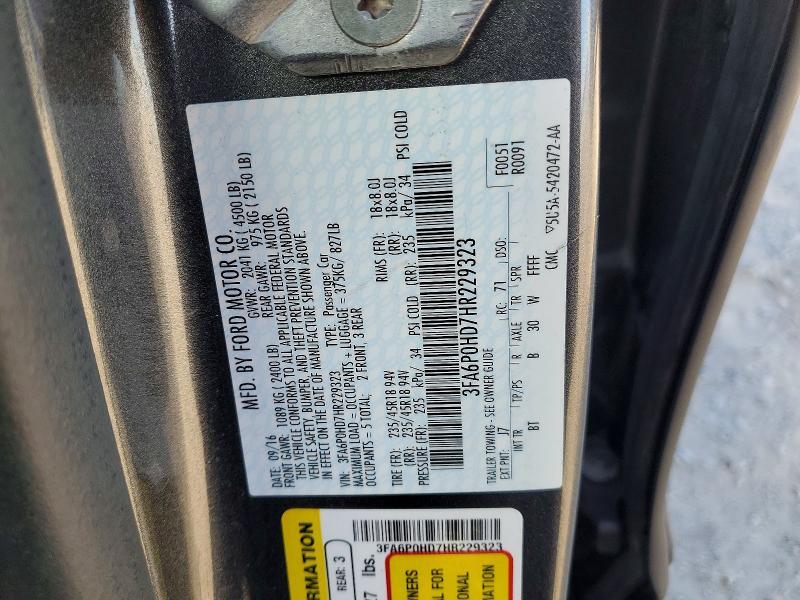 MFD. BY FORD MOTOR CO.
DATE: 09/16 GVWR: 2041 KG ( 4500 LB)
FRONT GAWR: 1089 KG ( 2400 LB) REAR GAWR: 975 KG ( 2150 LB)
THIS VEHICLE CONFORMS TO ALL APPLICABLE FEDERAL MOTOR
VEHICLE SAFETY, BUMPER, AND THEFT PREVENTION STANDARDS
IN EFFECT ON THE DATE OF MANUFACTURE SHOWN ABOVE.
VIN: 3FA6P0HD7HR229323 TYPE: Passenger Car
MAXIMUM LOAD = OCCUPANTS + LUGGAGE = 375KG/ 827LB
OCCUPANTS = 5 TOTAL: 2 FRONT, 3 REAR
TIRE (FR): 235/45R18 94V RIMS (FR): 18x8.0J
(RR): 235/45R18 94V (RR): 18x8.0J
PRESSURE (FR): 235 kPa/ 34 PSI COLD (RR): 235 kPa/ 34 PSI COLD
3FA6P0HD7HR229323
TRAILER TOWING - SEE OWNER GUIDE F0051
EXT PNT: J7 RC: 71 DSO: R0091
INT TR TP/PS R AXLE TR SPR
BT B 30 W FFFF
CMC 5U5A-5420472-AA
REAR: 3
lbs.
3FA6P0HD7HR229323